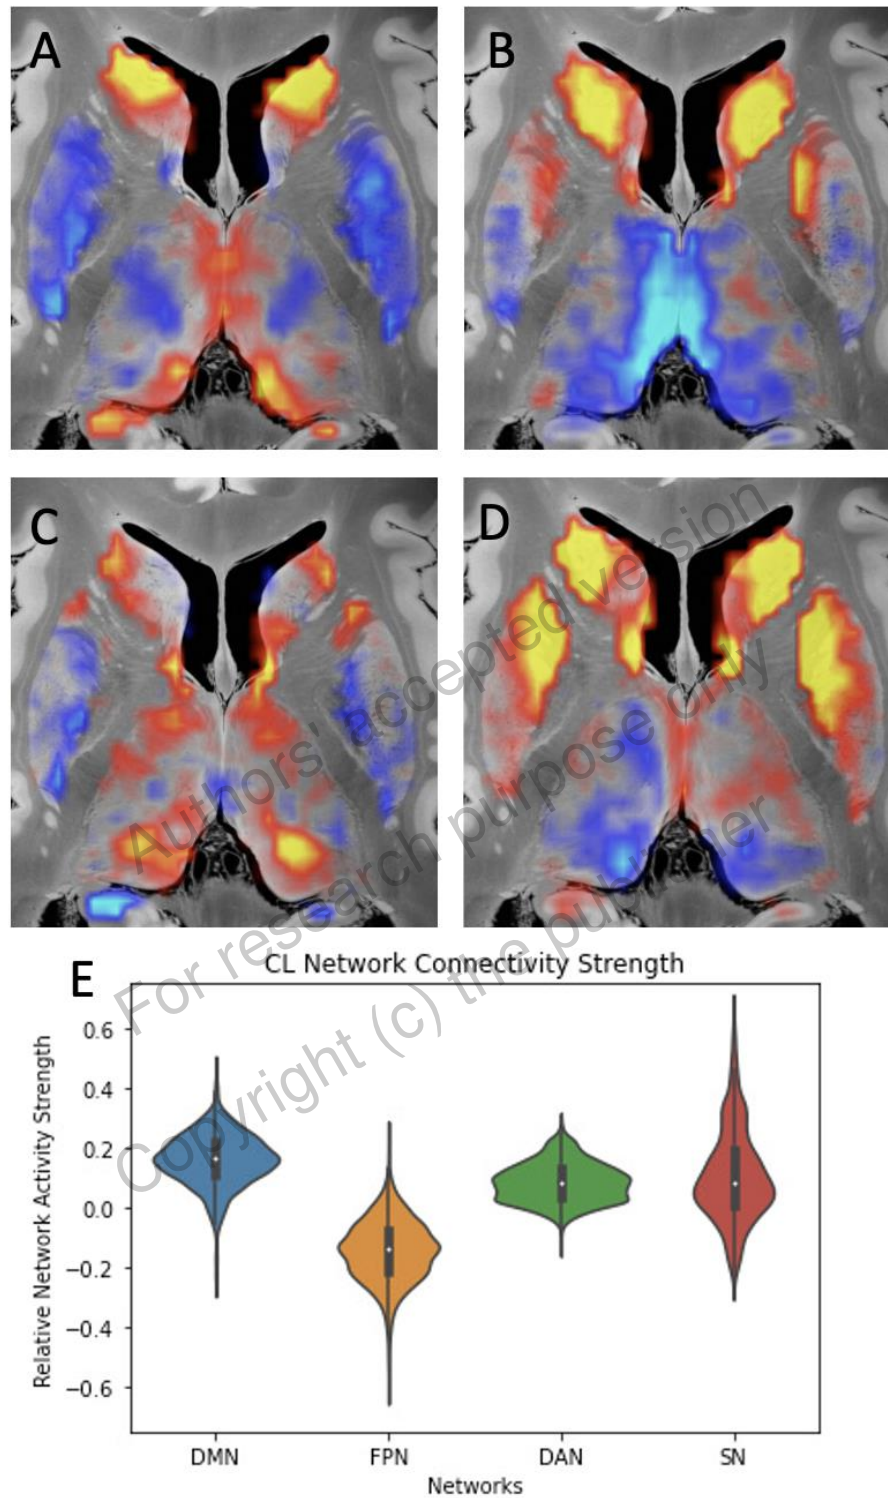 A
B
C
D
Authors' accepted version
For research purpose only
Copyright (c) the publisher
E
CL Network Connectivity Strength
Relative Network Activity Strength
0.6
0.4
0.2
0.0
−0.2
−0.4
−0.6
DMN
FPN
DAN
SN
Networks